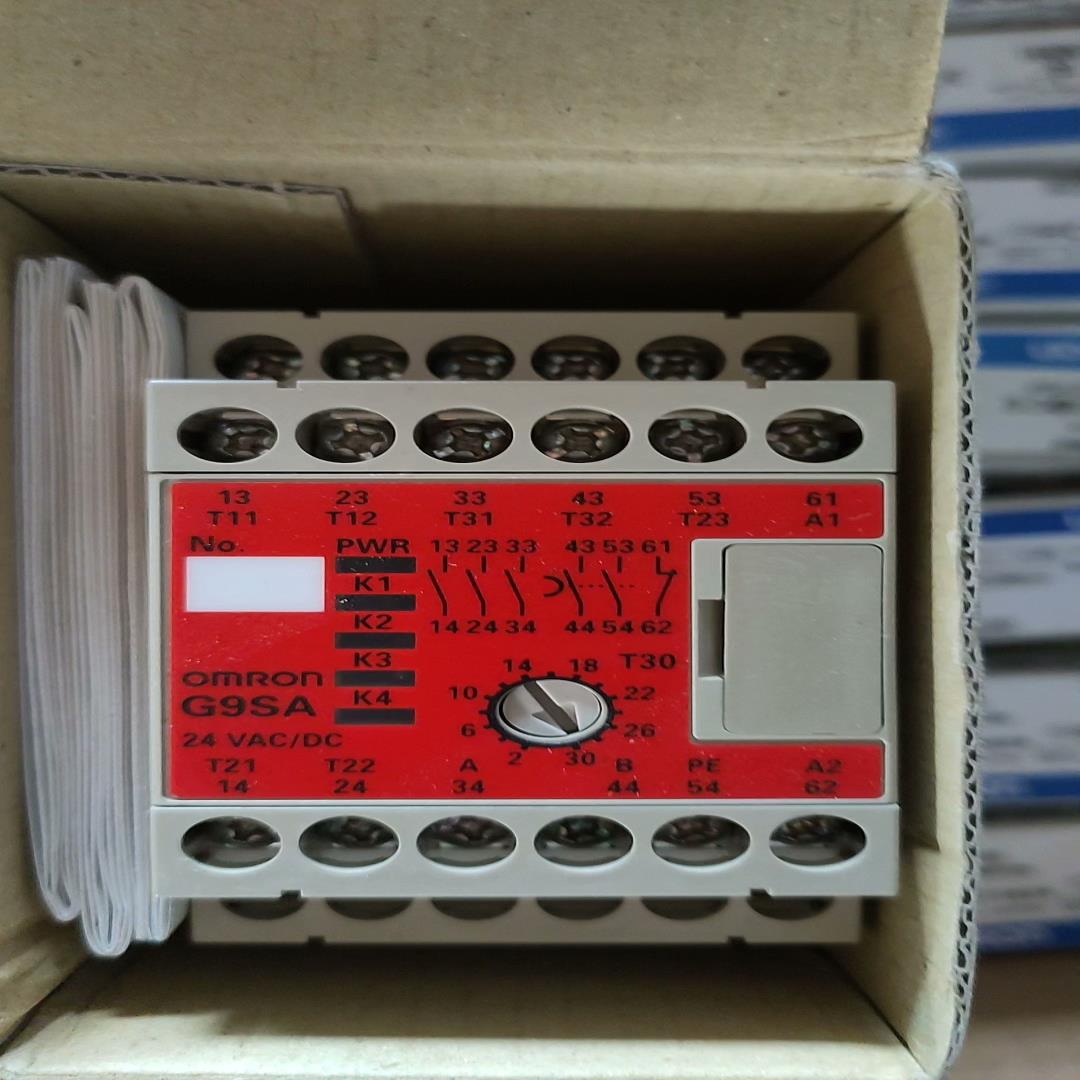 13 23 33 43 53 61
T11 T12 T31 T32 T23 A1
No. PWR 13 23 33 43 53 61
K1
K2 14 24 34 44 54 62
K3 14 18 T30
omron K4 10 22
G9SA 6 26
24 VAC/DC 2 30
T21 T22 A B PE A2
14 24 34 44 54 62